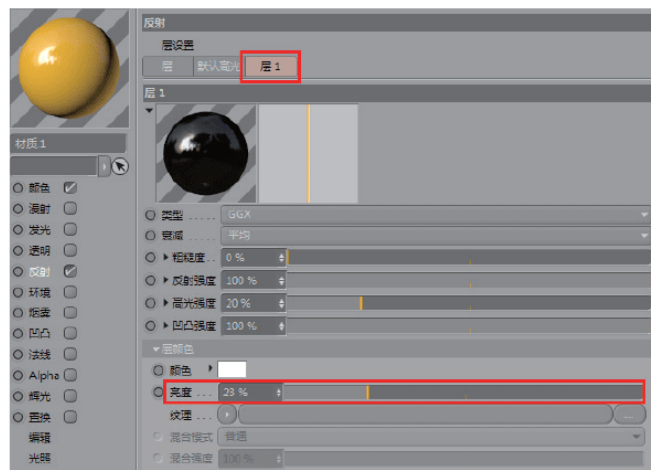 反射
层设置
层 默认高光 层 1
层 1
材质.1
颜色
漫射
发光
透明
反射
环境
烟雾
凹凸
法线
Alpha
辉光
置换
编辑
光照
类型 ..... GGX
衰减 ..... 平均
粗糙度.. 0 %
反射强度 100 %
高光强度 20 %
凹凸强度 100 %
层颜色
颜色
亮度 ... 23 %
纹理 ... ...
混合模式 普通
混合强度 100 %